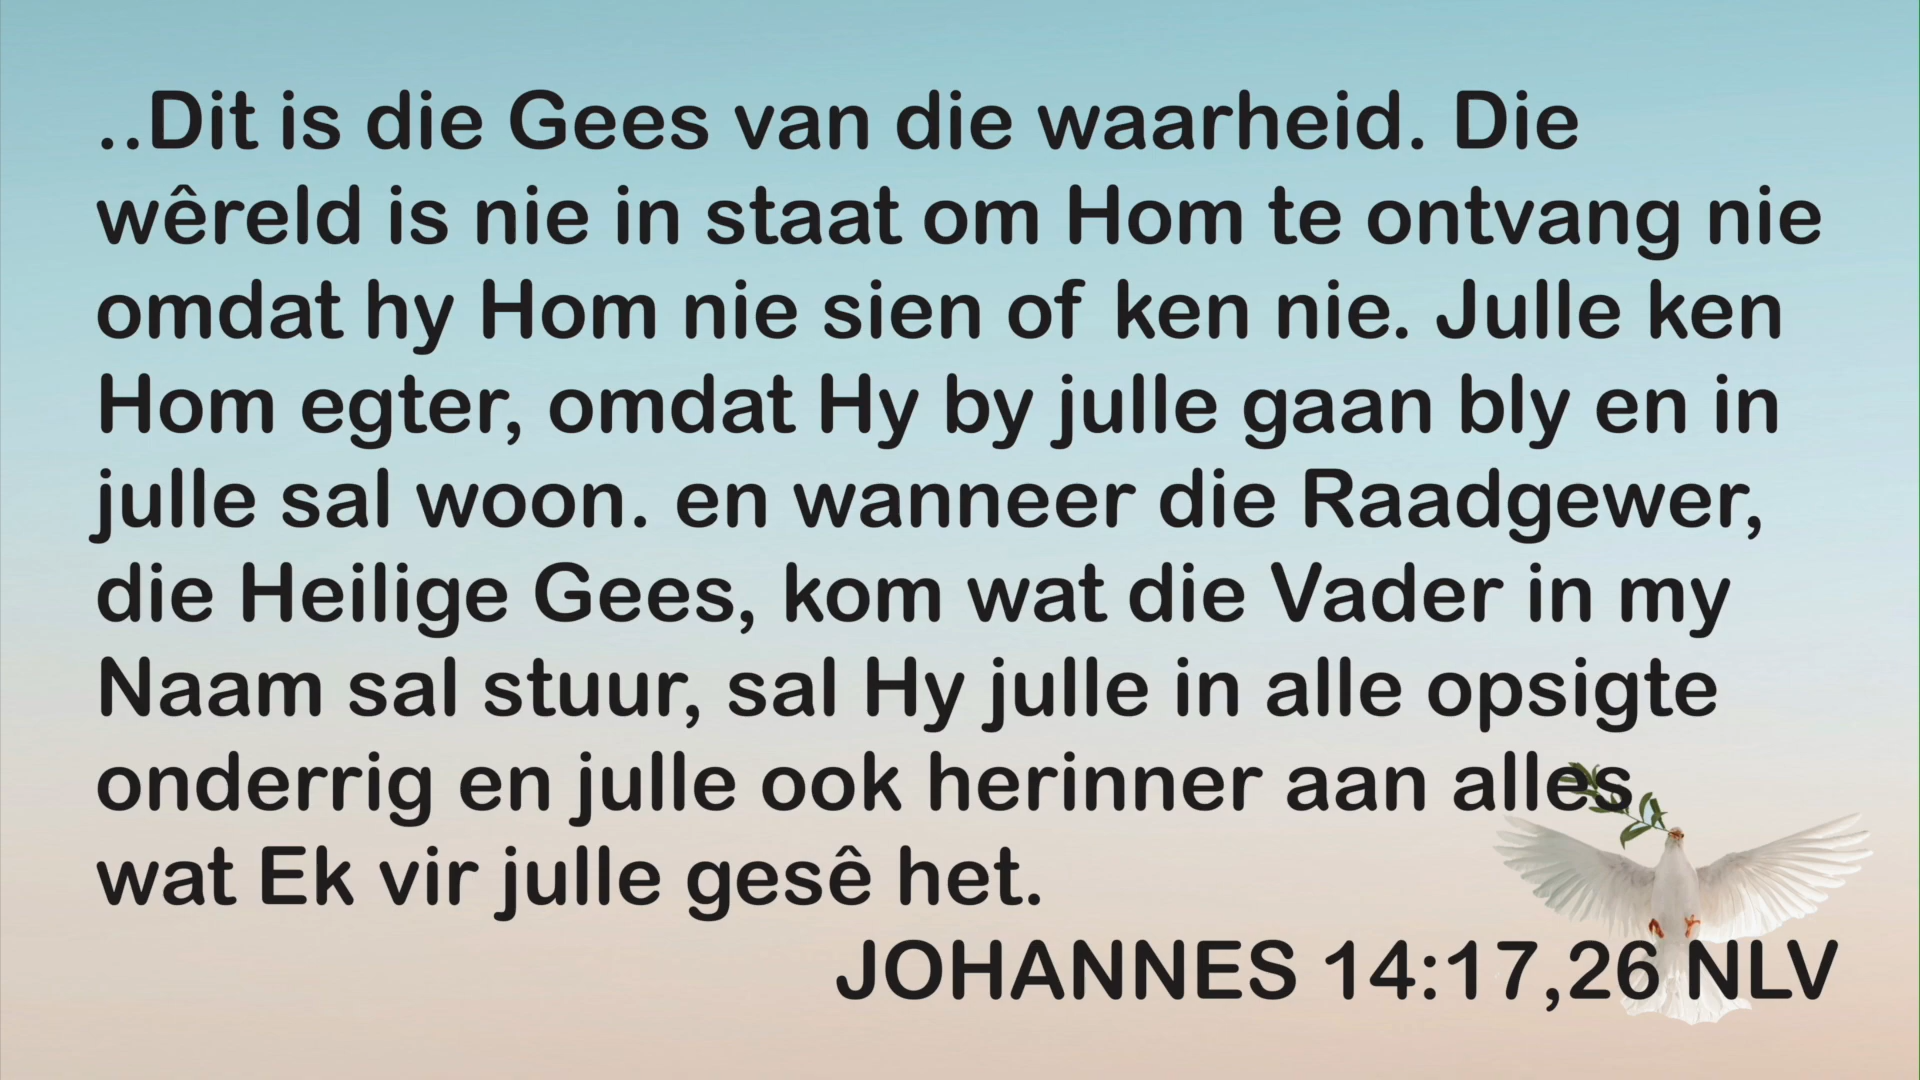 ..Dit is die Gees van die waarheid. Die
wêreld is nie in staat om Hom te ontvang nie
omdat hy Hom nie sien of ken nie. Julle ken
Hom egter, omdat Hy by julle gaan bly en in
julle sal woon. en wanneer die Raadgewer,
die Heilige Gees, kom wat die Vader in my
Naam sal stuur, sal Hy julle in alle opsigte
onderrig en julle ook herinner aan alles
wat Ek vir julle gesê het.
JOHANNES 14:17,26 NLV